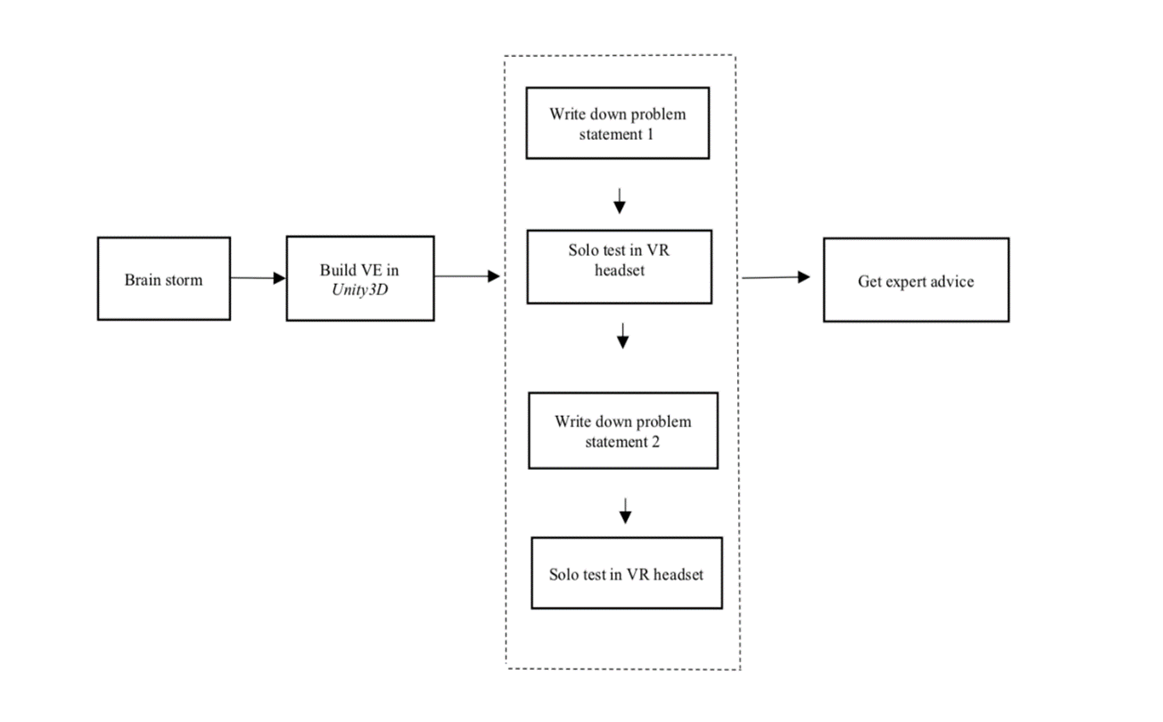 Brain storm
Build VE in
Unity3D
Write down problem
statement 1
Solo test in VR
headset
Write down problem
statement 2
Solo test in VR headset
Get expert advice